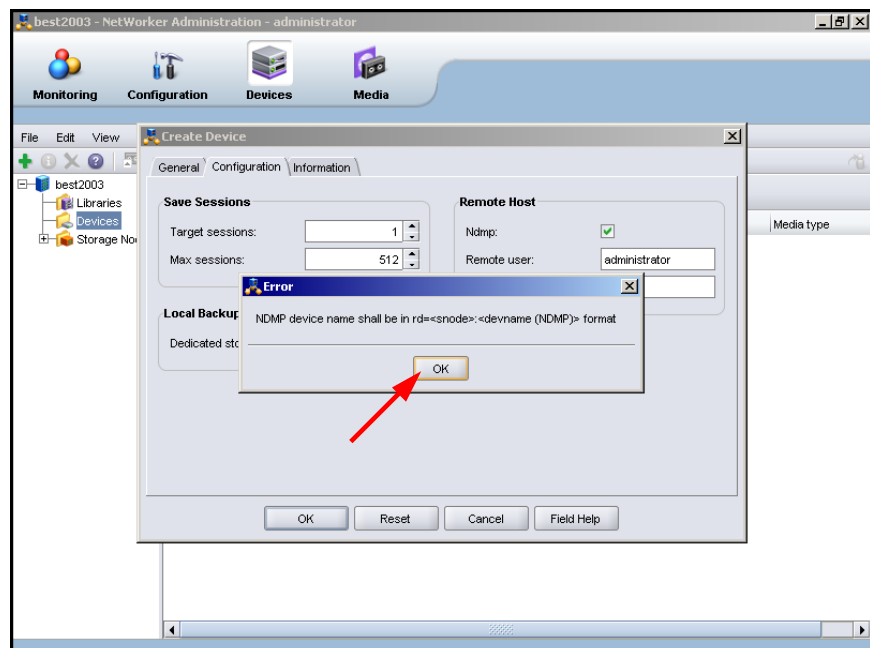 best2003 - NetWorker Administration - administrator
Monitoring Configuration Devices Media
File Edit View
Create Device
General Configuration Information
best2003
Libraries
Devices
Storage No
Save Sessions
Target sessions: 1
Max sessions: 512
Remote Host
Ndmp:
Remote user: administrator
Media type
Error
NDMP device name shall be in rd=<snode>:<devname (NDMP)> format
OK
Local Backup
Dedicated sto
OK Reset Cancel Field Help